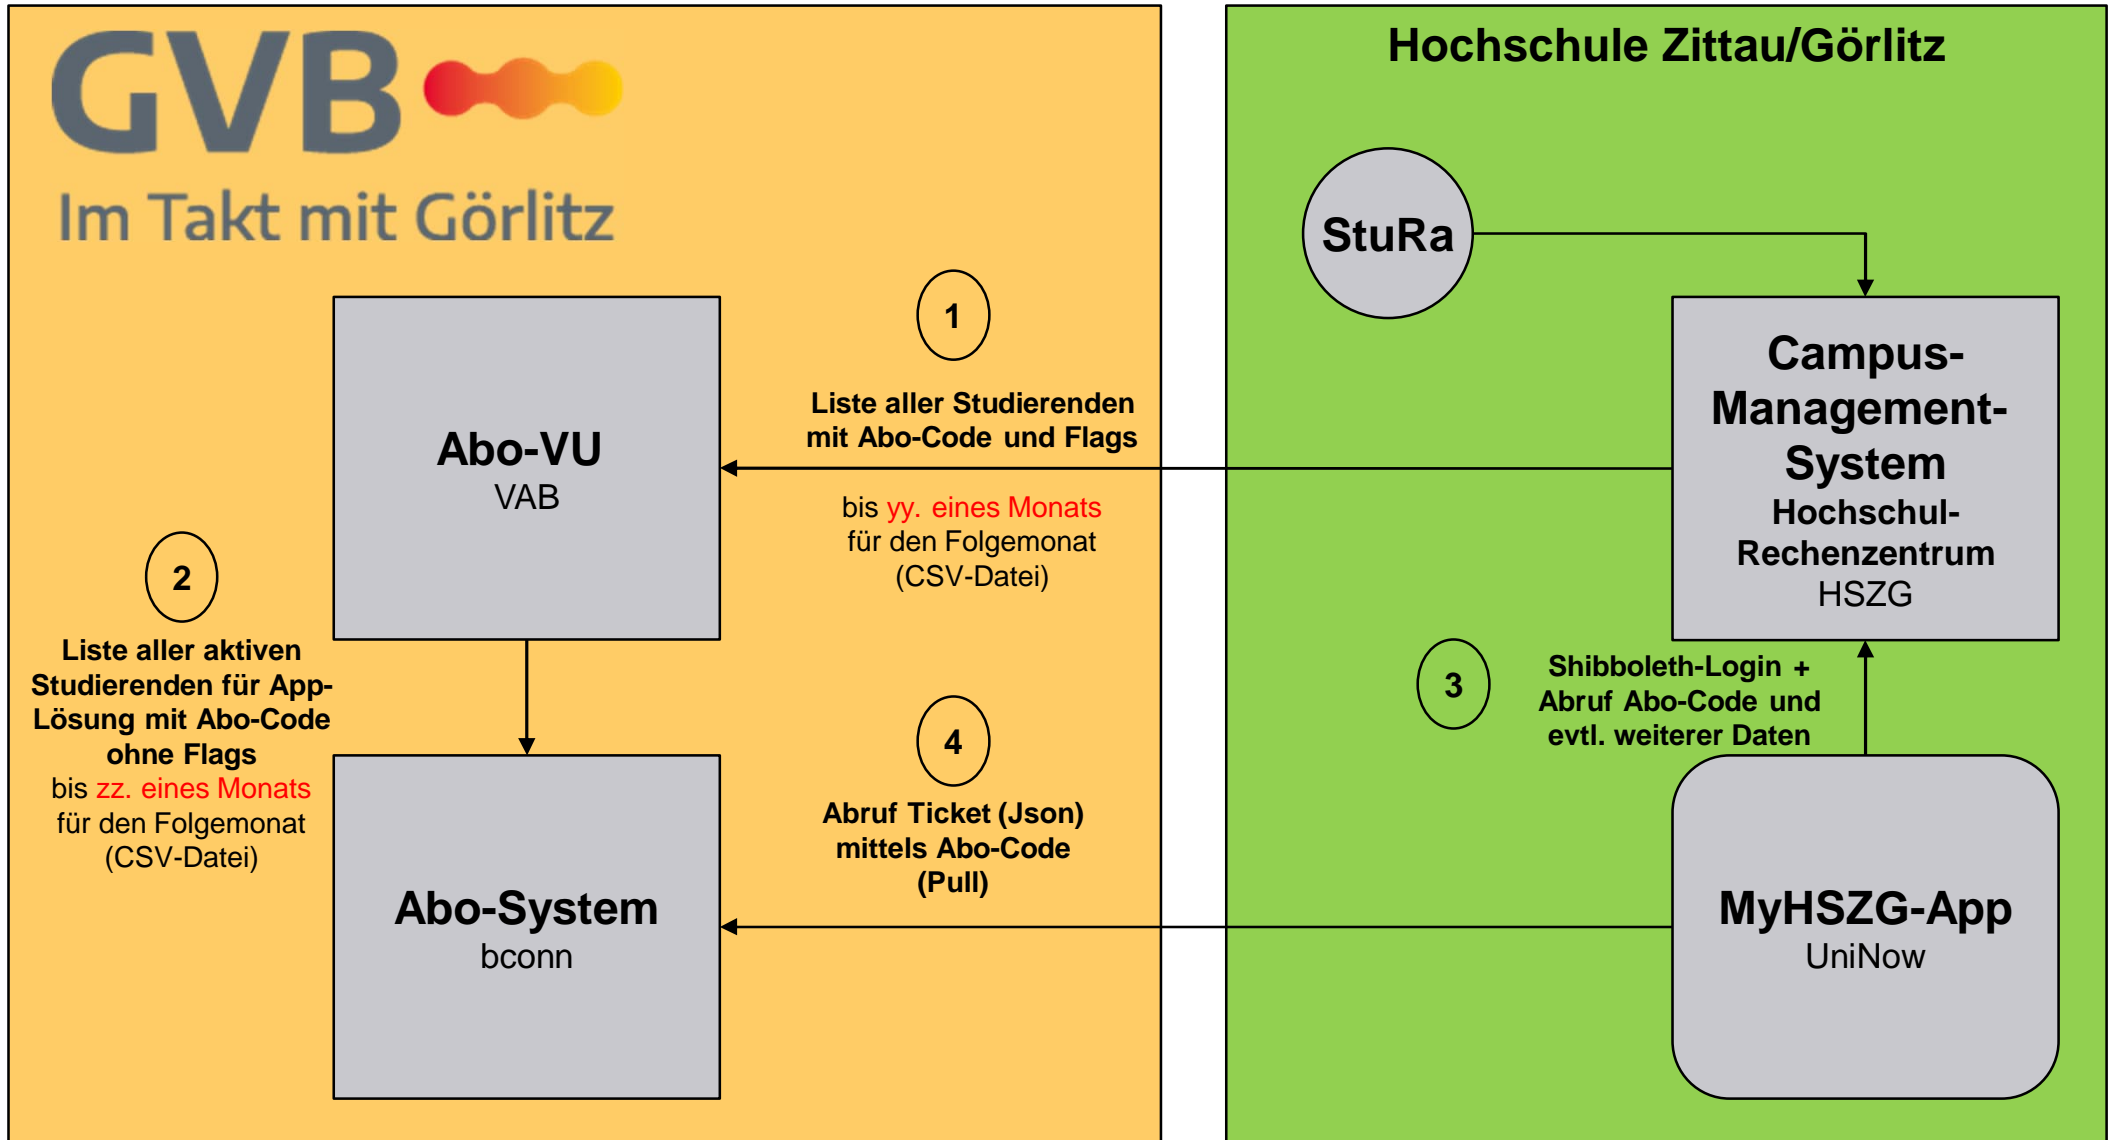 GVB
Im Takt mit Görlitz
Hochschule Zittau/Görlitz
StuRa
1
Liste aller Studierenden
mit Abo-Code und Flags
bis yy. eines Monats
für den Folgemonat
(CSV-Datei)
Abo-VU
VAB
Campus-
Management-
System
Hochschul-
Rechenzentrum
HSZG
2
Liste aller aktiven
Studierenden für App-
Lösung mit Abo-Code
ohne Flags
bis zz. eines Monats
für den Folgemonat
(CSV-Datei)
3
Shibboleth-Login +
Abruf Abo-Code und
evtl. weiterer Daten
4
Abruf Ticket (Json)
mittels Abo-Code
(Pull)
Abo-System
bconn
MyHSZG-App
UniNow